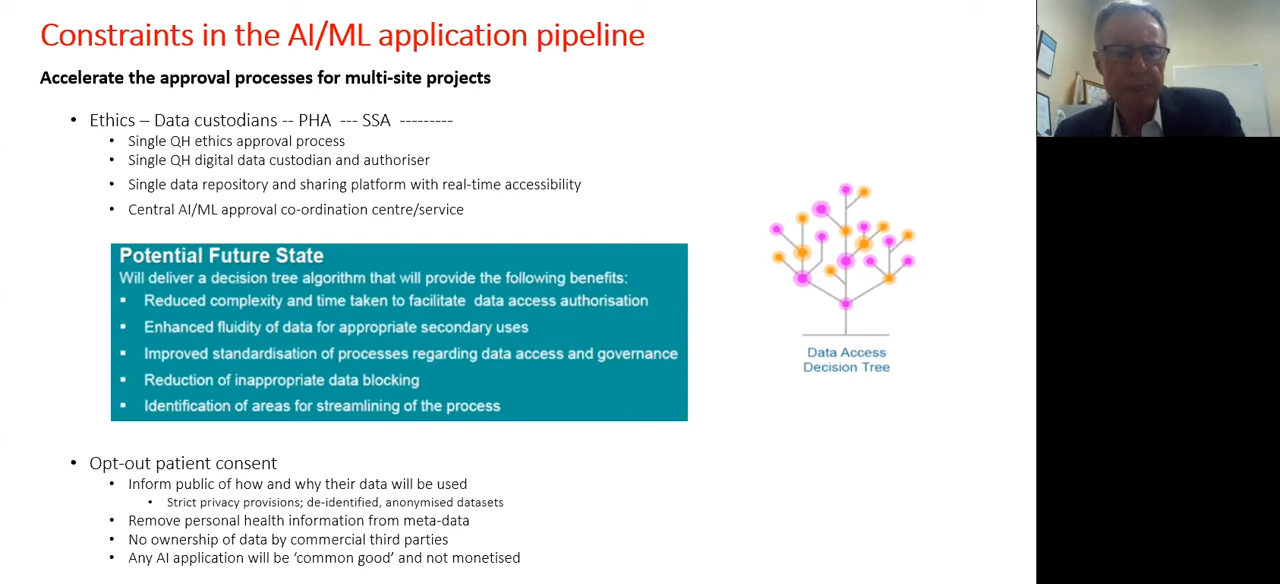 Constraints in the AI/ML application pipeline
Accelerate the approval processes for multi-site projects
• Ethics – Data custodians -- PHA --- SSA ---------
• Single QH ethics approval process
• Single QH digital data custodian and authoriser
• Single data repository and sharing platform with real-time accessibility
• Central AI/ML approval co-ordination centre/service
Potential Future State
Will deliver a decision tree algorithm that will provide the following benefits:
▪ Reduced complexity and time taken to facilitate data access authorisation
▪ Enhanced fluidity of data for appropriate secondary uses
▪ Improved standardisation of processes regarding data access and governance
▪ Reduction of inappropriate data blocking
▪ Identification of areas for streamlining of the process
Data Access
Decision Tree
• Opt-out patient consent
• Inform public of how and why their data will be used
• Strict privacy provisions; de-identified, anonymised datasets
• Remove personal health information from meta-data
• No ownership of data by commercial third parties
• Any AI application will be ‘common good’ and not monetised